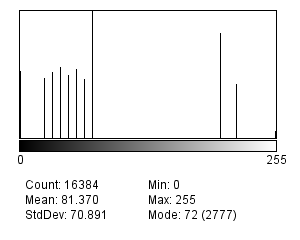 0 255
Count: 16384 Min: 0
Mean: 81.370 Max: 255
StdDev: 70.891 Mode: 72 (2777)